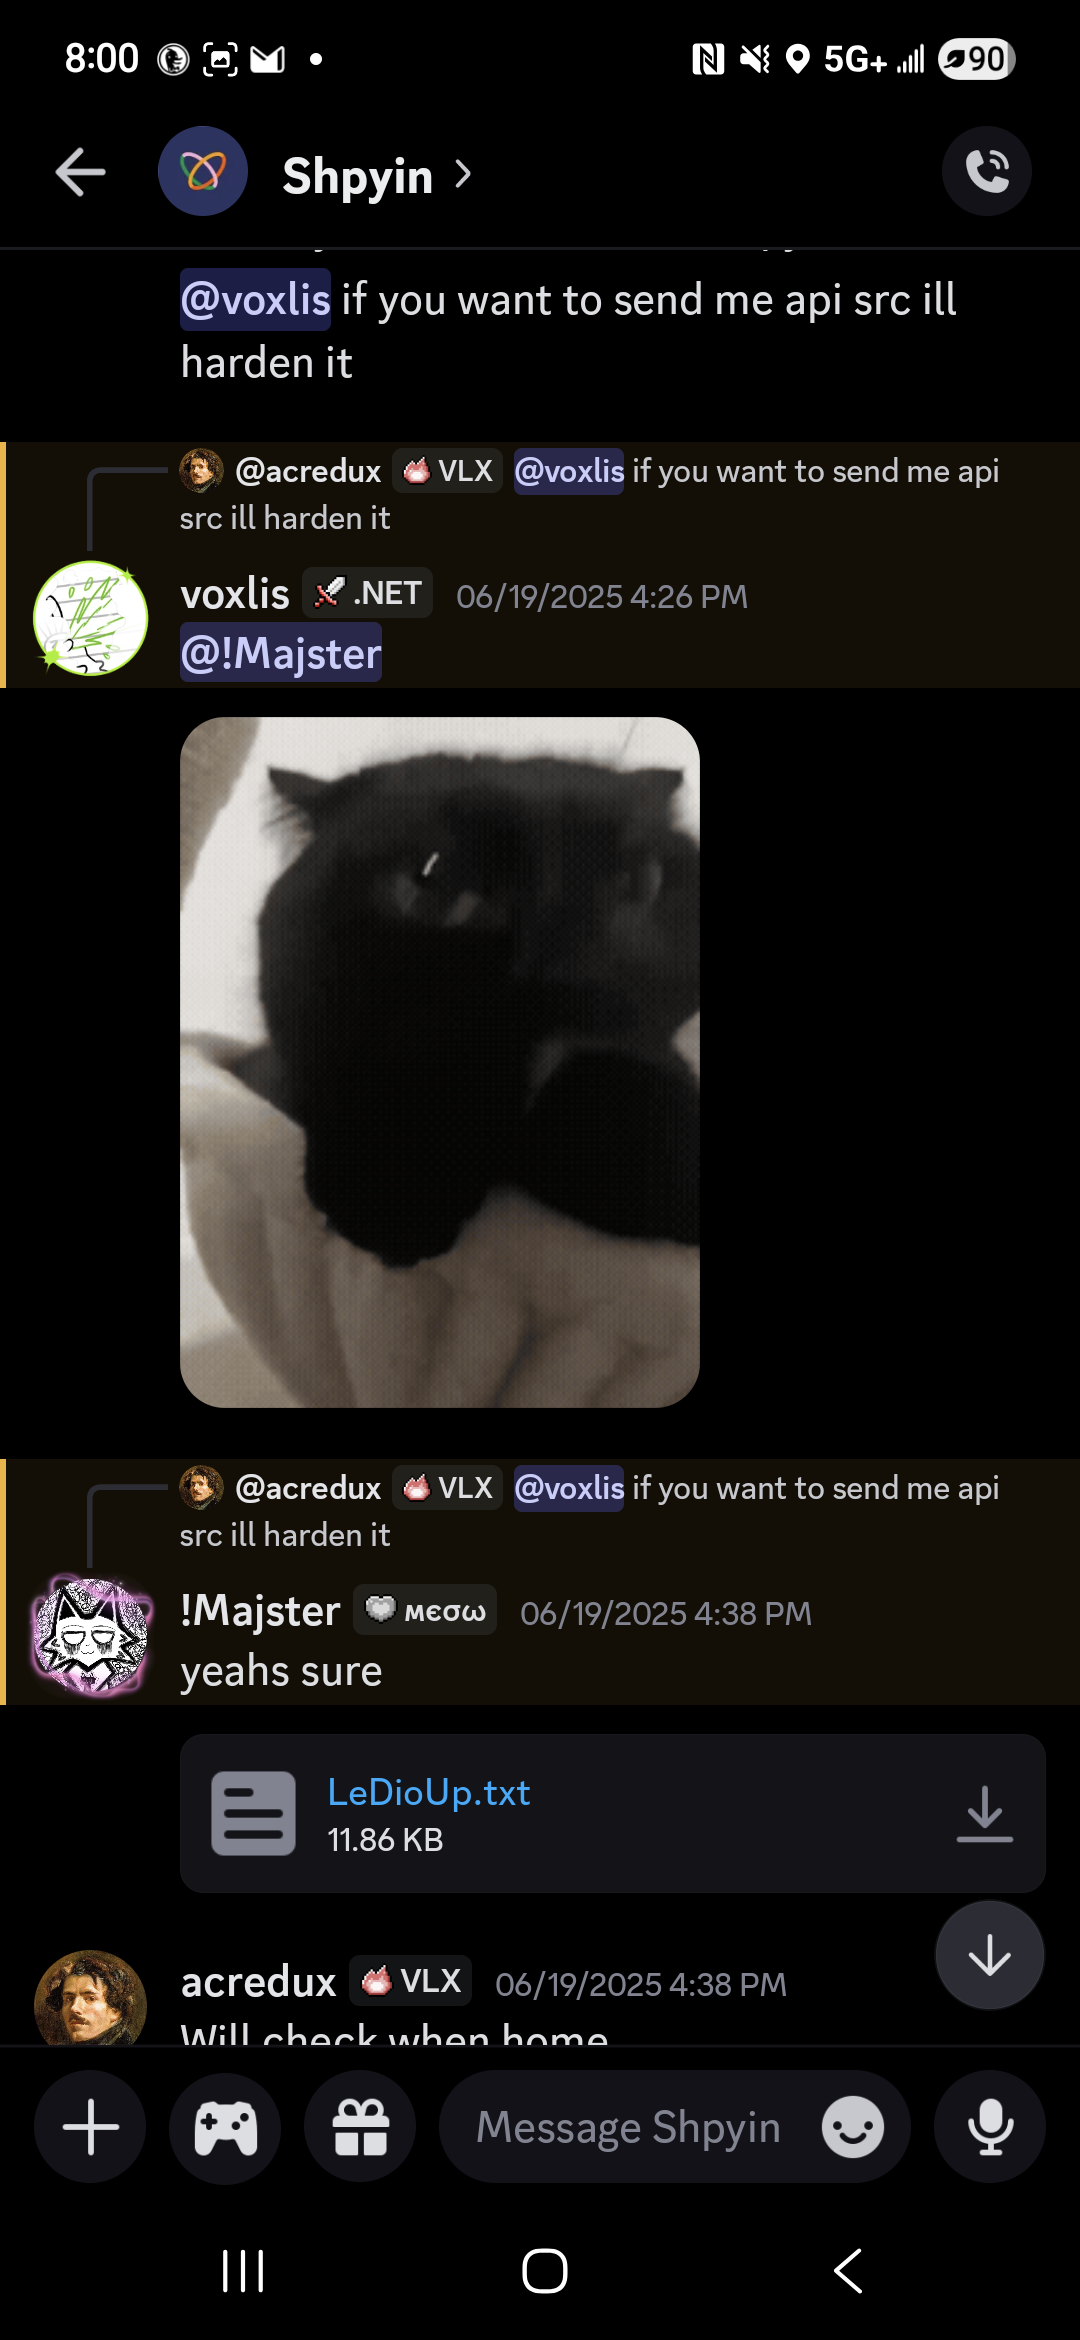 8:00
5G+
90
Shpyin
@voxlis if you want to send me api src ill
harden it
@acredux VLX @voxlis if you want to send me api
src ill harden it
voxlis .NET 06/19/2025 4:26 PM
@!Majster
@acredux VLX @voxlis if you want to send me api
src ill harden it
!Majster мєσω 06/19/2025 4:38 PM
yeahs sure
LeDioUp.txt
11.86 KB
acredux VLX 06/19/2025 4:38 PM
Will check when home
Message Shpyin